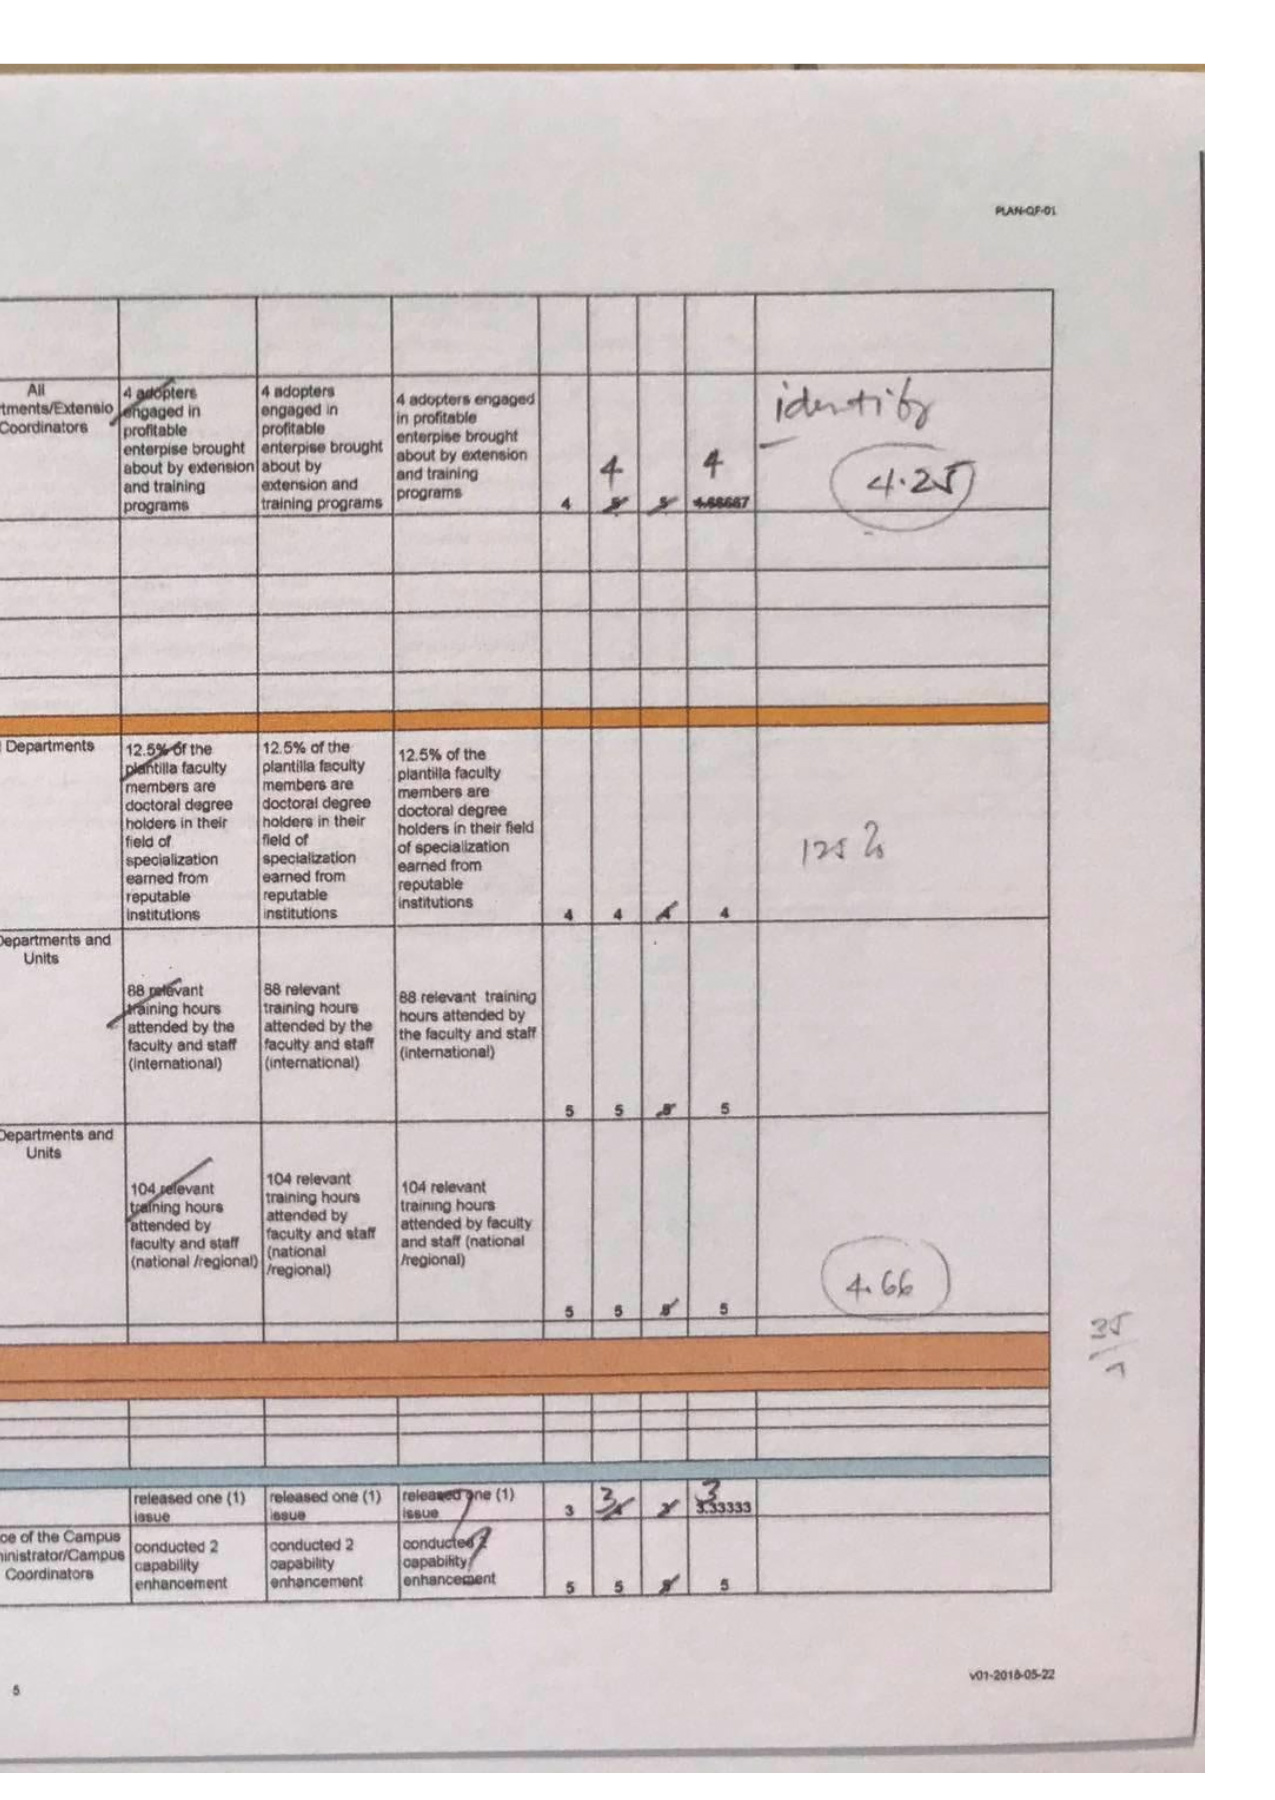 PLAN-QF-01
All
tments/Extensio
Coordinators
4 adopters
engaged in
profitable
enterpise brought
about by extension
and training
programs
4 adopters
engaged in
profitable
enterpise brought
about by
extension and
training programs
4 adopters engaged
in profitable
enterpise brought
about by extension
and training
programs
4
4
5
5
4
4.66667
identify
4.25
Departments
12.5% of the
plantilla faculty
members are
doctoral degree
holders in their
field of
specialization
earned from
reputable
institutions
12.5% of the
plantilla faculty
members are
doctoral degree
holders in their
field of
specialization
earned from
reputable
institutions
12.5% of the
plantilla faculty
members are
doctoral degree
holders in their field
of specialization
earned from
reputable
institutions
4
4
4
4
Departments and
Units
88 relevant
training hours
attended by the
faculty and staff
(international)
88 relevant
training hours
attended by the
faculty and staff
(international)
88 relevant training
hours attended by
the faculty and staff
(international)
5
5
5
5
Departments and
Units
104 relevant
training hours
attended by
faculty and staff
(national /regional)
104 relevant
training hours
attended by
faculty and staff
(national
/regional)
104 relevant
training hours
attended by faculty
and staff (national
/regional)
5
5
5
5
4.66
released one (1)
issue
released one (1)
issue
released one (1)
issue
3
3
3
3
3.33333
ce of the Campus
ninistrator/Campus
Coordinators
conducted 2
capability
enhancement
conducted 2
capability
enhancement
conducted 2
capability
enhancement
5
5
5
5
5
v01-2018-05-22